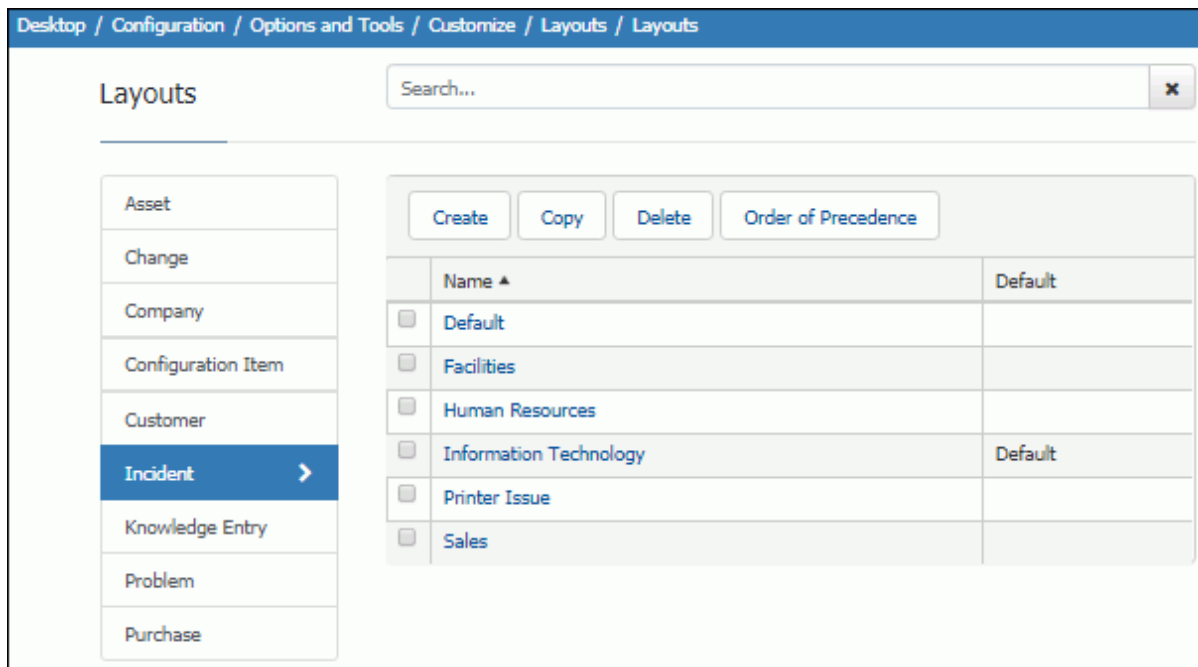 Desktop / Configuration / Options and Tools / Customize / Layouts / Layouts
Layouts
Search...
Asset
Change
Company
Configuration Item
Customer
Incident
Knowledge Entry
Problem
Purchase
Create Copy Delete Order of Precedence
Name Default
Default
Facilities
Human Resources
Information Technology Default
Printer Issue
Sales